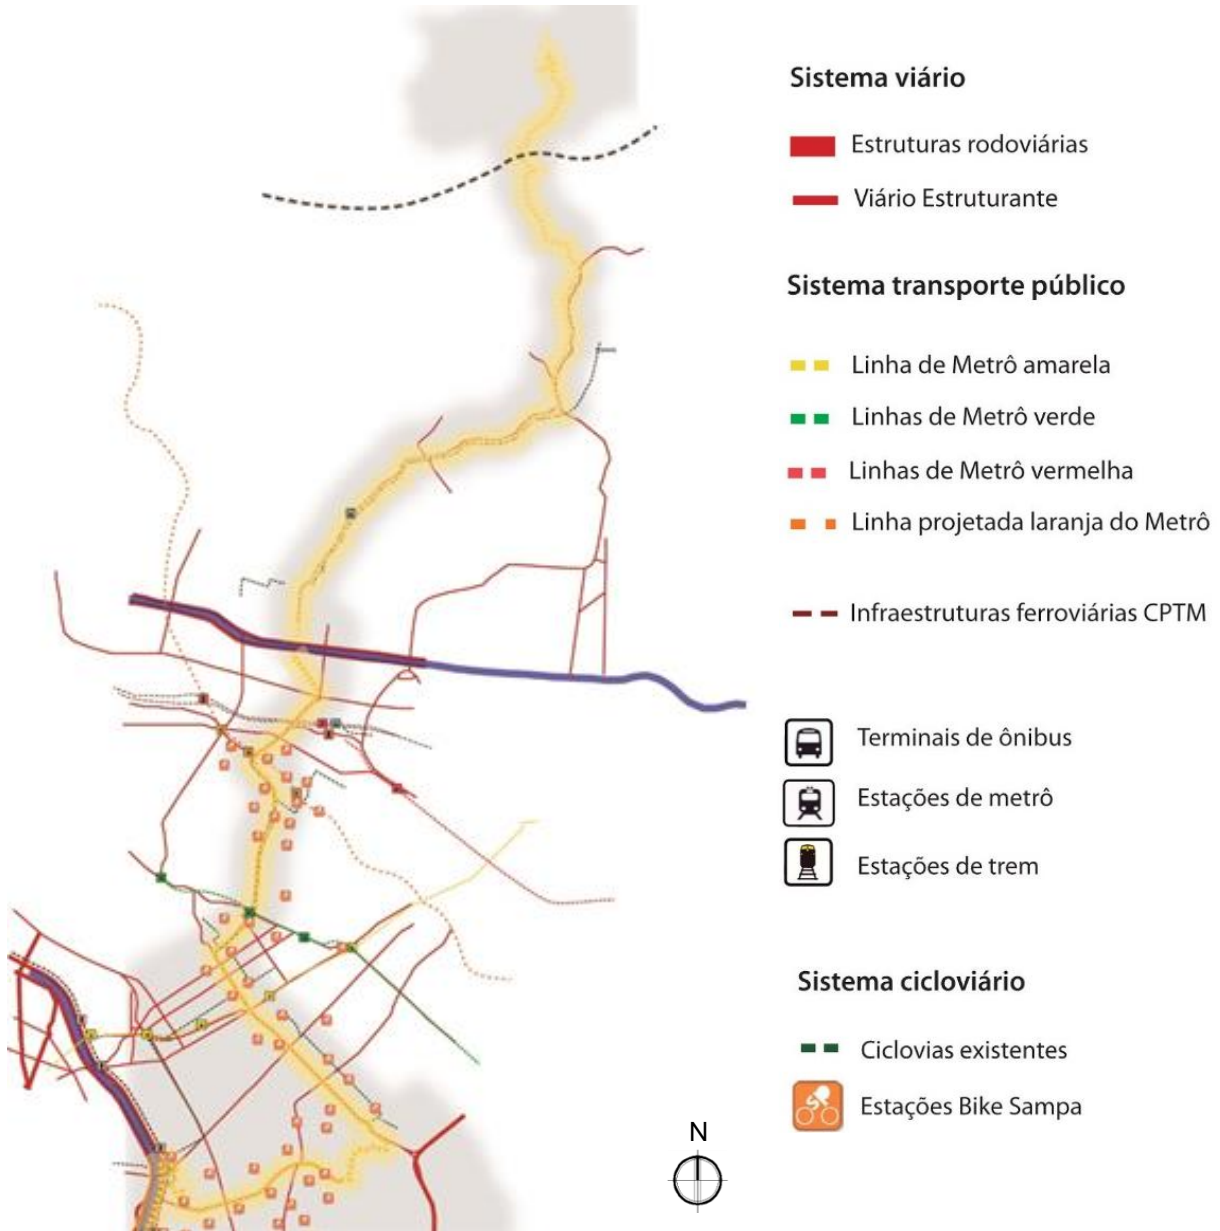 Sistema viário
Estruturas rodoviárias
Viário Estruturante
Sistema transporte público
Linha de Metrô amarela
Linhas de Metrô verde
Linhas de Metrô vermelha
Linha projetada laranja do Metrô
Infraestruturas ferroviárias CPTM
Terminais de ônibus
Estações de metrô
Estações de trem
Sistema cicloviário
Ciclovias existentes
Estações Bike Sampa
N